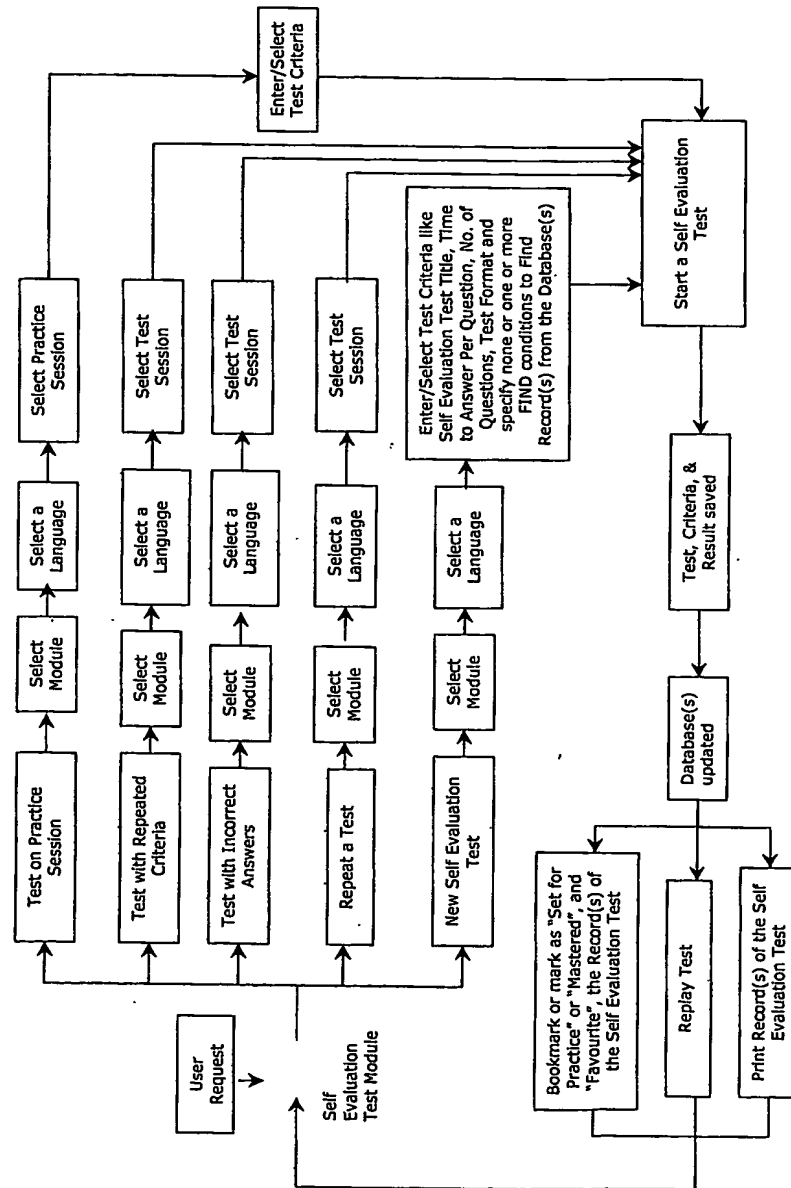 User
Request
Self
Evaluation
Test Module
Test on Practice
Session
Select
Module
Select a
Language
Select Practice
Session
Enter/Select
Test Criteria
Test with Repeated
Criteria
Select
Module
Select a
Language
Select Test
Session
Test with Incorrect
Answers
Select
Module
Select a
Language
Select Test
Session
Repeat a Test
Select
Module
Select a
Language
Select Test
Session
New Self Evaluation
Test
Select
Module
Select a
Language
Enter/Select Test Criteria like
Self Evaluation Test Title, Time
to Answer Per Question, No. of
Questions, Test Format and
specify none or one or more
FIND conditions to Find
Record(s) from the Database(s)
Start a Self Evaluation
Test
Test, Criteria, &
Result saved
Database(s)
updated
Bookmark or mark as "Set for
Practice" or "Mastered", and
"Favourite", the Record(s) of
the Self Evaluation Test
Replay Test
Print Record(s) of the Self
Evaluation Test